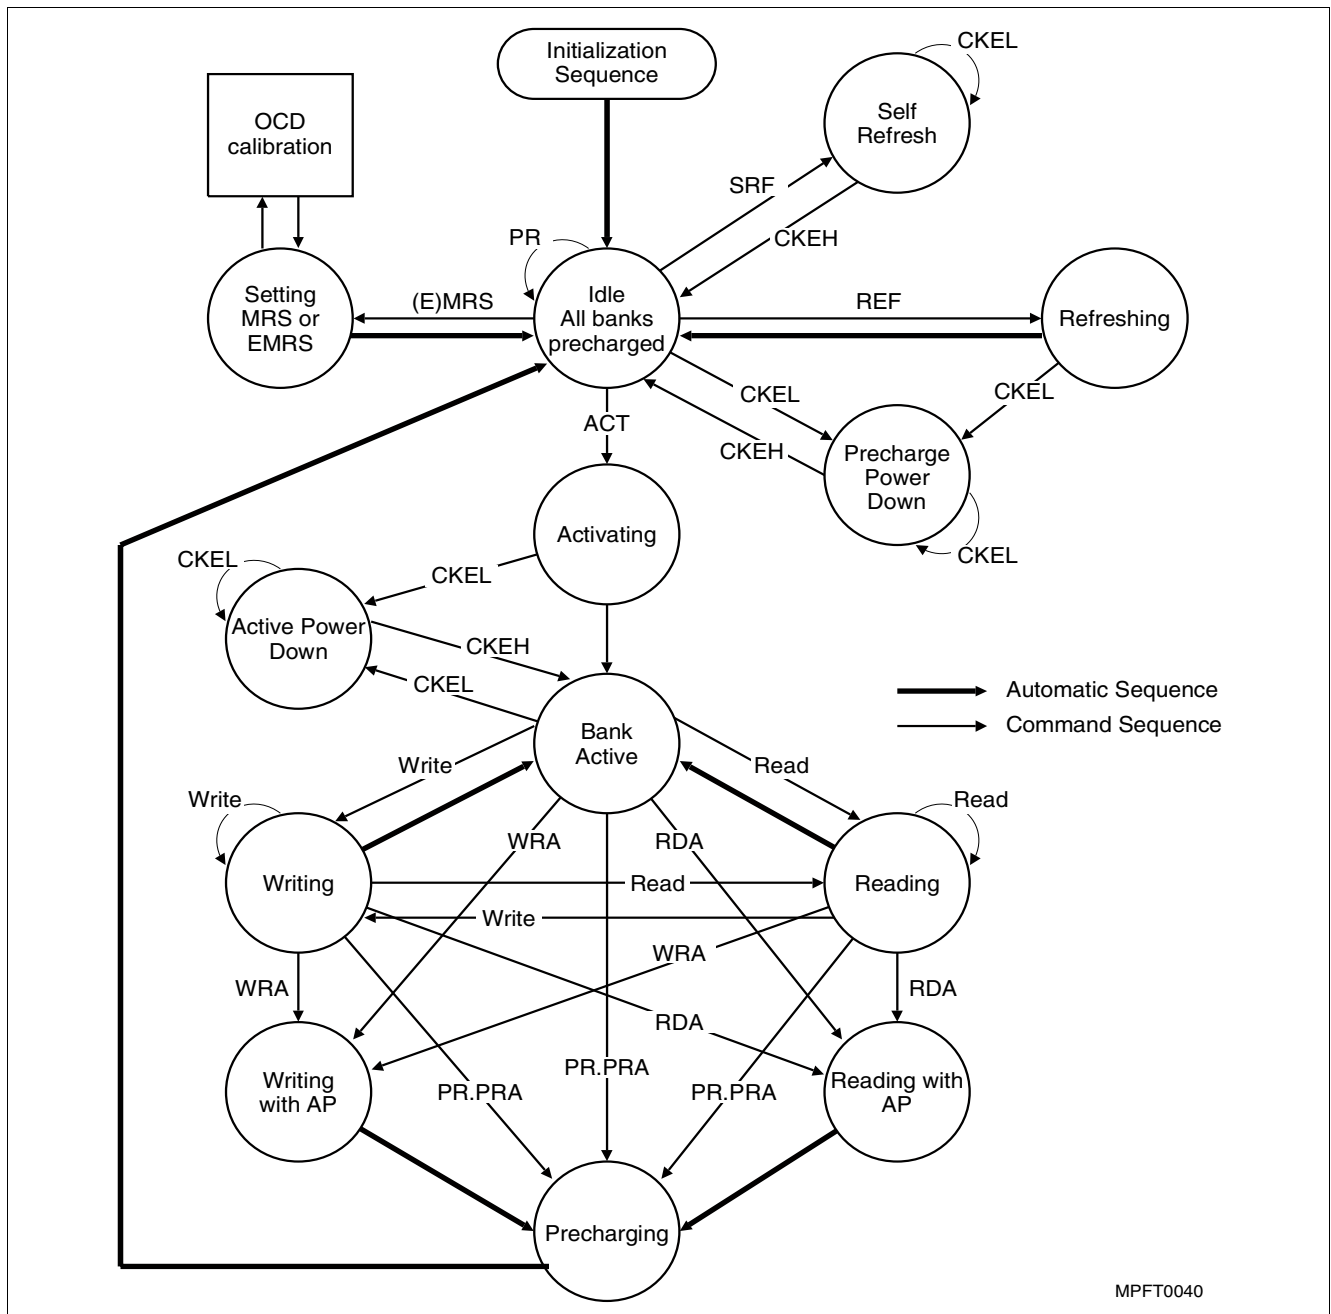 Initialization
Sequence
CKEL
Self
Refresh
OCD
calibration
SRF
CKEH
PR
Setting
MRS or
EMRS
(E)MRS
Idle
All banks
precharged
REF
Refreshing
CKEL
CKEL
ACT
CKEH
Precharge
Power
Down
CKEL
Activating
CKEL
CKEL
Active Power
Down
CKEH
CKEL
Automatic Sequence
Command Sequence
Bank
Active
Write
Read
Write
Read
WRA
RDA
Writing
Read
Reading
Write
WRA
WRA
RDA
RDA
PR.PRA
Writing
with AP
PR.PRA
PR.PRA
Reading with
AP
Precharging
MPFT0040